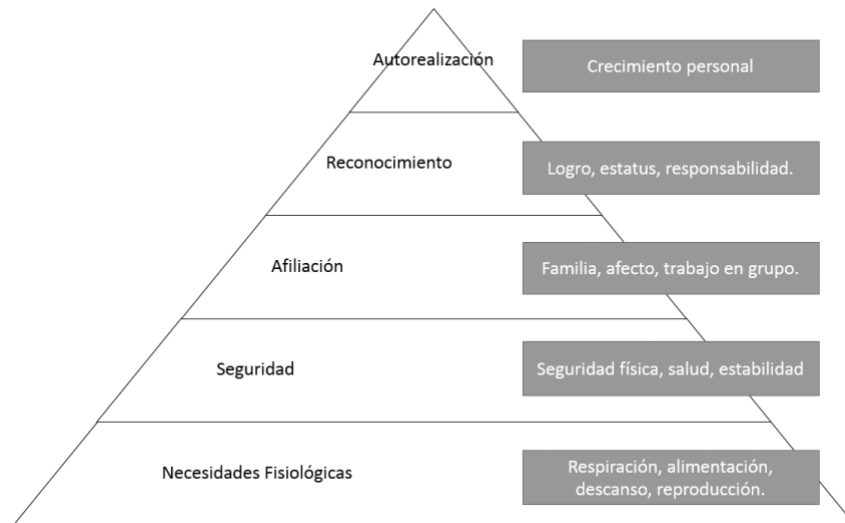 Autorealización
Crecimiento personal
Reconocimiento
Logro, estatus, responsabilidad.
Afiliación
Familia, afecto, trabajo en grupo.
Seguridad
Seguridad física, salud, estabilidad
Necesidades Fisiológicas
Respiración, alimentación,
descanso, reproducción.